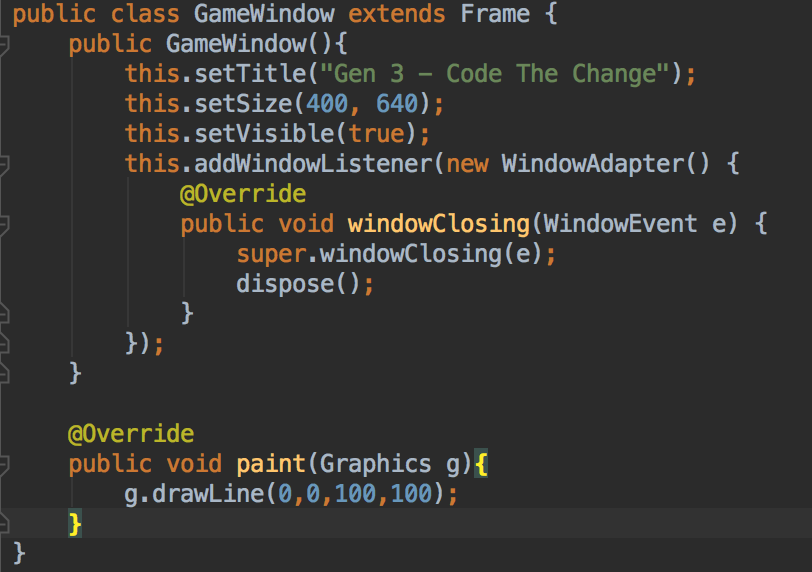 public class GameWindow extends Frame {
    public GameWindow(){
        this.setTitle("Gen 3 – Code The Change");
        this.setSize(400, 640);
        this.setVisible(true);
        this.addWindowListener(new WindowAdapter() {
            @Override
            public void windowClosing(WindowEvent e) {
                super.windowClosing(e);
                dispose();
            }
        });
    }

    @Override
    public void paint(Graphics g){
        g.drawLine(0,0,100,100);
    }
}